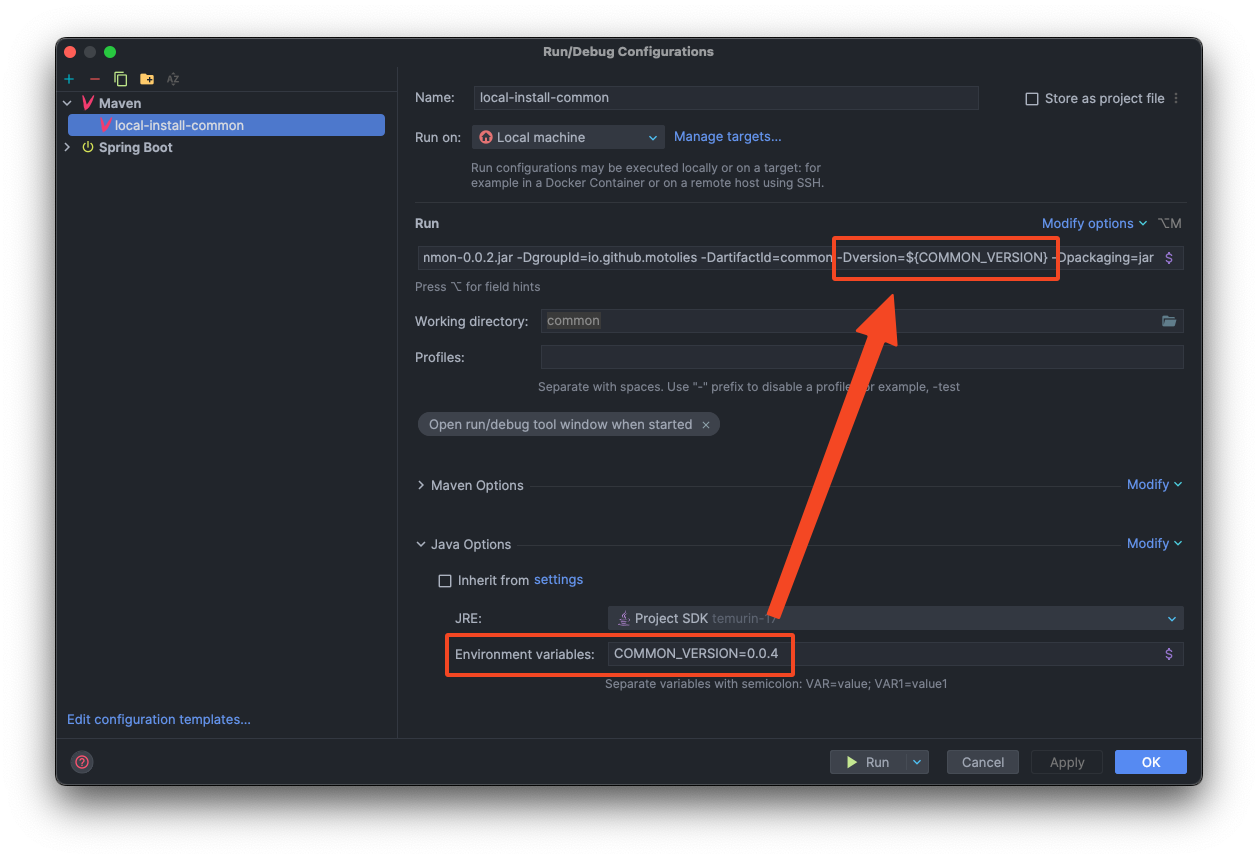 Run/Debug Configurations
Maven
local-install-common
Spring Boot
Edit configuration templates...
Name: local-install-common
Store as project file
Run on: Local machine
Manage targets...
Run configurations may be executed locally or on a target: for
example in a Docker Container or on a remote host using SSH.
Run
Modify options ⌥M
nmon-0.0.2.jar -DgroupId=io.github.motolies -DartifactId=common -Dversion=${COMMON_VERSION} -Dpackaging=jar $
Press ⌥ for field hints
Working directory: common
Profiles:
Separate with spaces. Use "-" prefix to disable a profile, example, -test
Open run/debug tool window when started ×
Maven Options
Modify
Java Options
Modify
Inherit from settings
JRE: Project SDK temurin-17
Environment variables: COMMON_VERSION=0.0.4 $
Separate variables with semicolon: VAR=value; VAR1=value1
? Run Cancel Apply OK